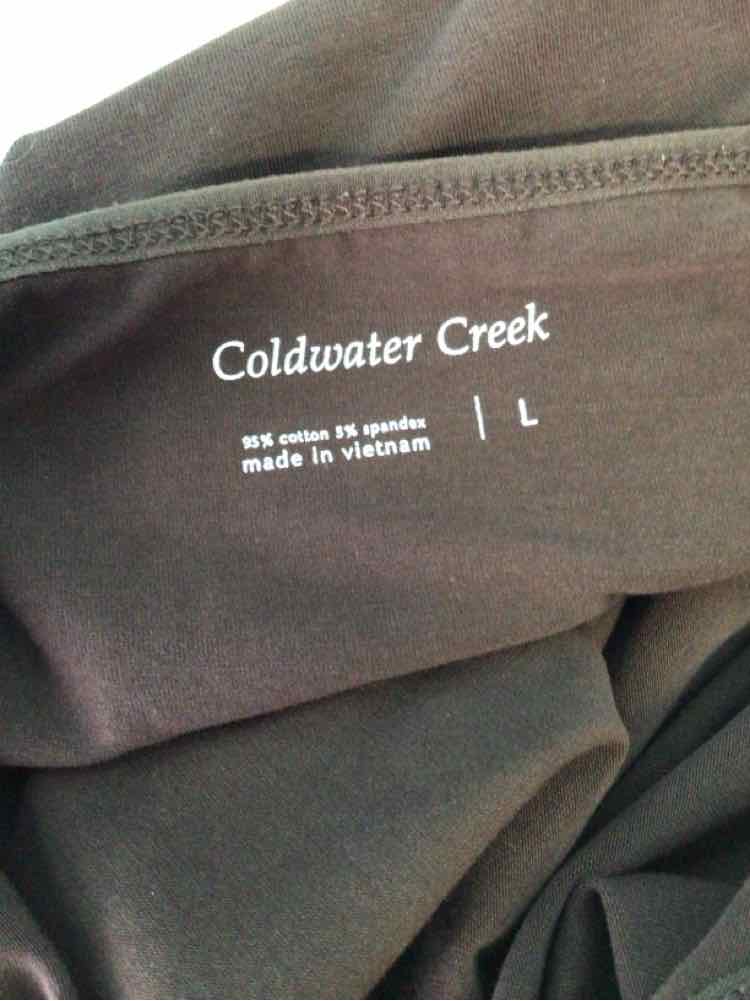 Coldwater Creek
95% cotton 5% spandex
made in vietnam
| L